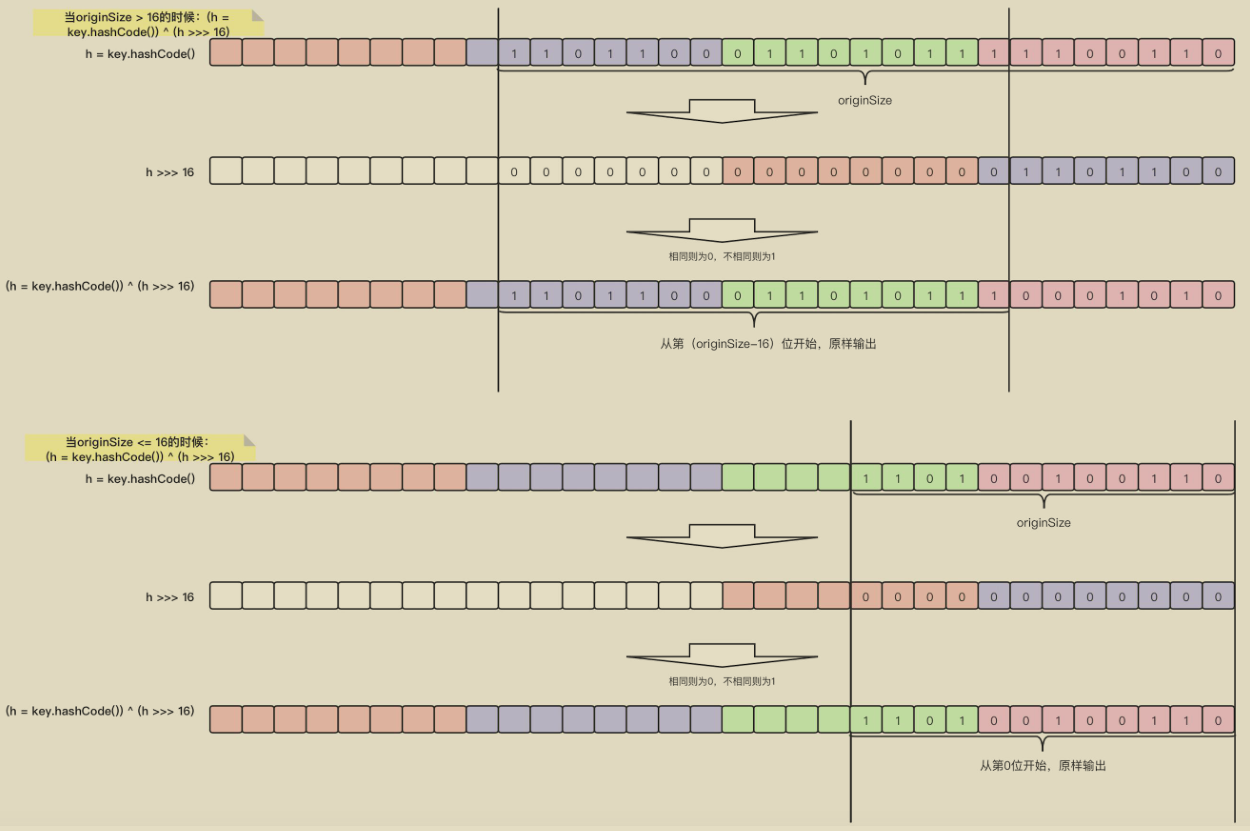 当originSize > 16的时候：(h =
key.hashCode()) ^ (h >>> 16)
h = key.hashCode()
1 1 0 1 1 0 0 0 1 1 0 1 0 1 1 1 1 1 0 0 1 1 0
originSize
h >>> 16
0 0 0 0 0 0 0 0 0 0 0 0 0 0 0 0 1 1 0 1 1 0 0
相同则为0，不相同则为1
(h = key.hashCode()) ^ (h >>> 16)
1 1 0 1 1 0 0 0 1 1 0 1 0 1 1 1 0 0 0 1 0 1 0
从第（originSize-16）位开始，原样输出
当originSize <= 16的时候：
(h = key.hashCode()) ^ (h >>> 16)
h = key.hashCode()
1 1 0 1 0 0 1 0 0 1 1 0
originSize
h >>> 16
0 0 0 0 0 0 0 0 0 0 0 0
相同则为0，不相同则为1
(h = key.hashCode()) ^ (h >>> 16)
1 1 0 1 0 0 1 0 0 1 1 0
从第0位开始，原样输出